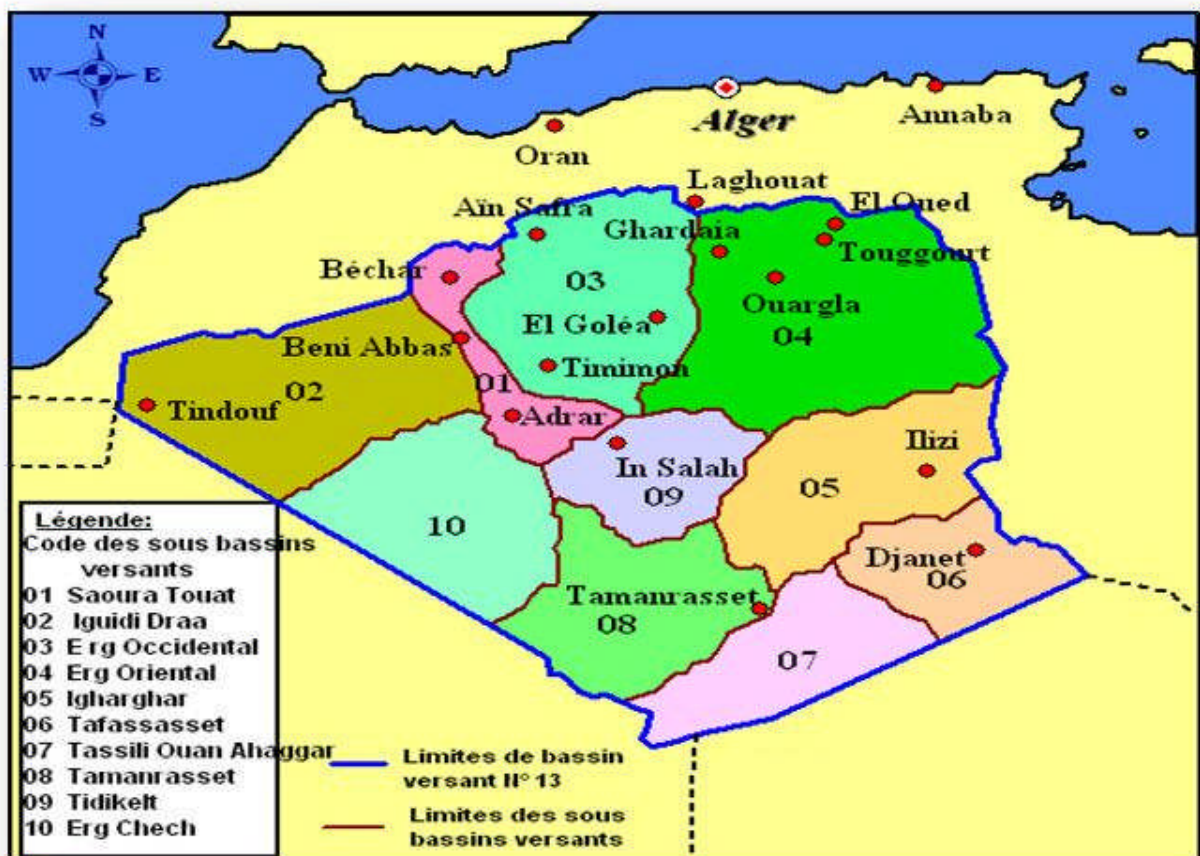 N
W E
S
Alger
Annaba
Oran
Laghouat
Aïn Safra
El Oued
Ghardaia
Touggourt
Béchar
03
Ouargla
El Goléa
04
Beni Abbas
Timimon
01
02
Tindouf
Adrar
Ilizi
In Salah
05
09
10
Djanet
06
Tamanrasset
08
07
Légende:
Code des sous bassins
versants
01 Saoura Touat
02 Iguidi Draa
03 Erg Occidental
04 Erg Oriental
05 Igharghar
06 Tafassasset
07 Tassili Ouan Ahaggar
08 Tamanrasset
09 Tidikelt
10 Erg Chech
Limites de bassin
versant N° 13
Limites des sous
bassins versants